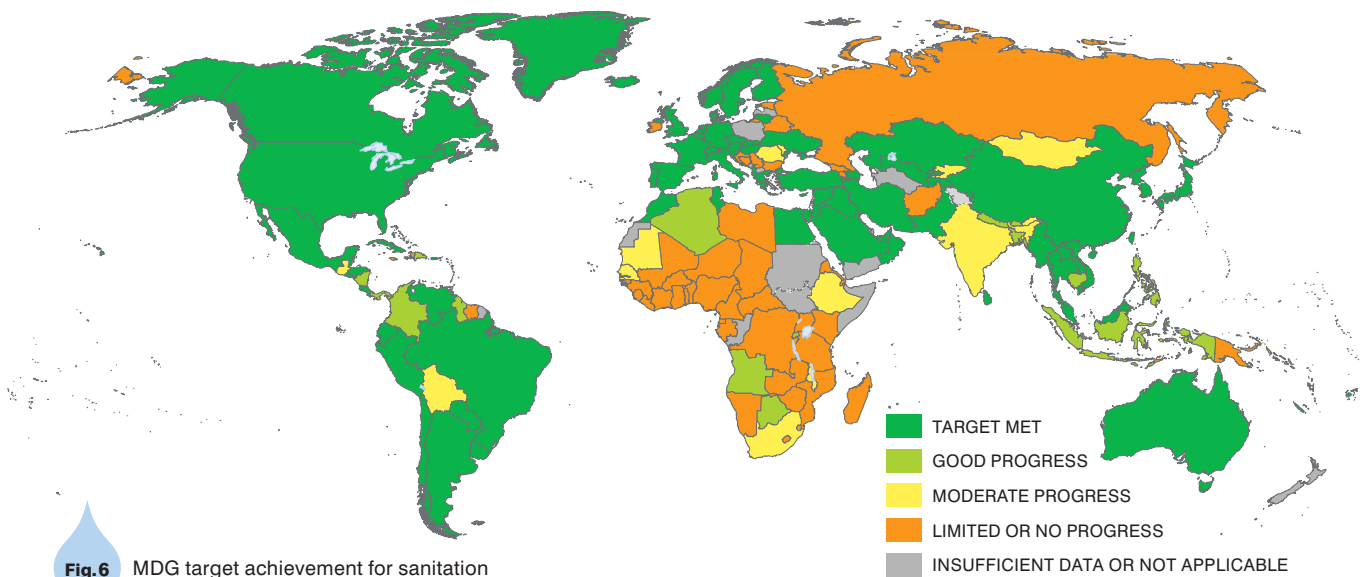 TARGET MET
GOOD PROGRESS
MODERATE PROGRESS
LIMITED OR NO PROGRESS
INSUFFICIENT DATA OR NOT APPLICABLE
Fig.6 MDG target achievement for sanitation